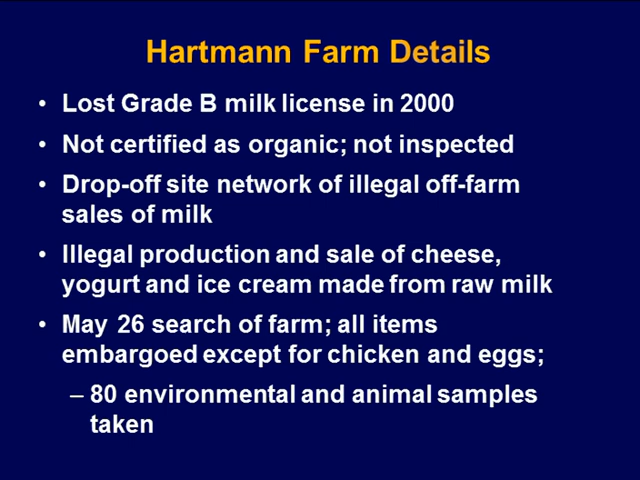 Hartmann Farm Details
• Lost Grade B milk license in 2000
• Not certified as organic; not inspected
• Drop-off site network of illegal off-farm
sales of milk
• Illegal production and sale of cheese,
yogurt and ice cream made from raw milk
• May 26 search of farm; all items
embargoed except for chicken and eggs;
– 80 environmental and animal samples
taken